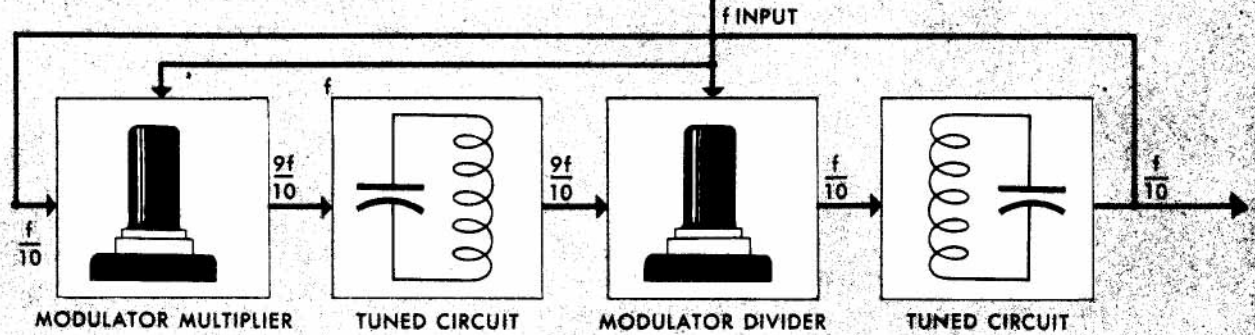 f INPUT
f
f/10
9f/10
9f/10
f/10
f/10
MODULATOR MULTIPLIER
TUNED CIRCUIT
MODULATOR DIVIDER
TUNED CIRCUIT